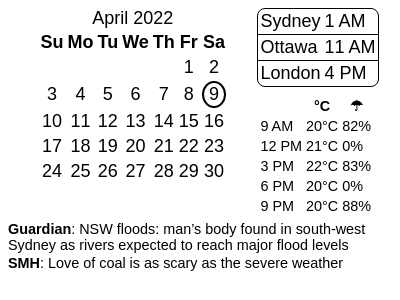 April 2022
Su Mo Tu We Th Fr Sa
1 2
3 4 5 6 7 8 9
10 11 12 13 14 15 16
17 18 19 20 21 22 23
24 25 26 27 28 29 30
Sydney 1 AM
Ottawa 11 AM
London 4 PM
°C ☂
9 AM 20°C 82%
12 PM 21°C 0%
3 PM 22°C 83%
6 PM 20°C 0%
9 PM 20°C 88%
Guardian: NSW floods: man’s body found in south-west
Sydney as rivers expected to reach major flood levels
SMH: Love of coal is as scary as the severe weather